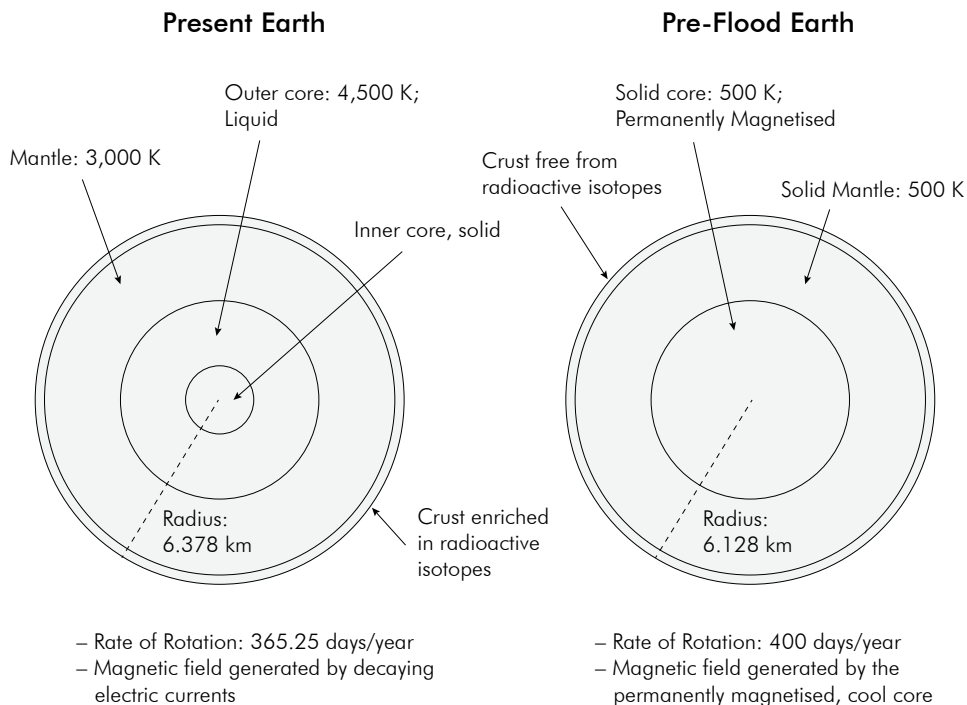 Present Earth
Outer core: 4,500 K;
Liquid
Mantle: 3,000 K
Inner core, solid
Radius:
6.378 km
Crust enriched
in radioactive
isotopes
– Rate of Rotation: 365.25 days/year
– Magnetic field generated by decaying
electric currents
Pre-Flood Earth
Solid core: 500 K;
Permanently Magnetised
Crust free from
radioactive isotopes
Solid Mantle: 500 K
Radius:
6.128 km
– Rate of Rotation: 400 days/year
– Magnetic field generated by the
permanently magnetised, cool core